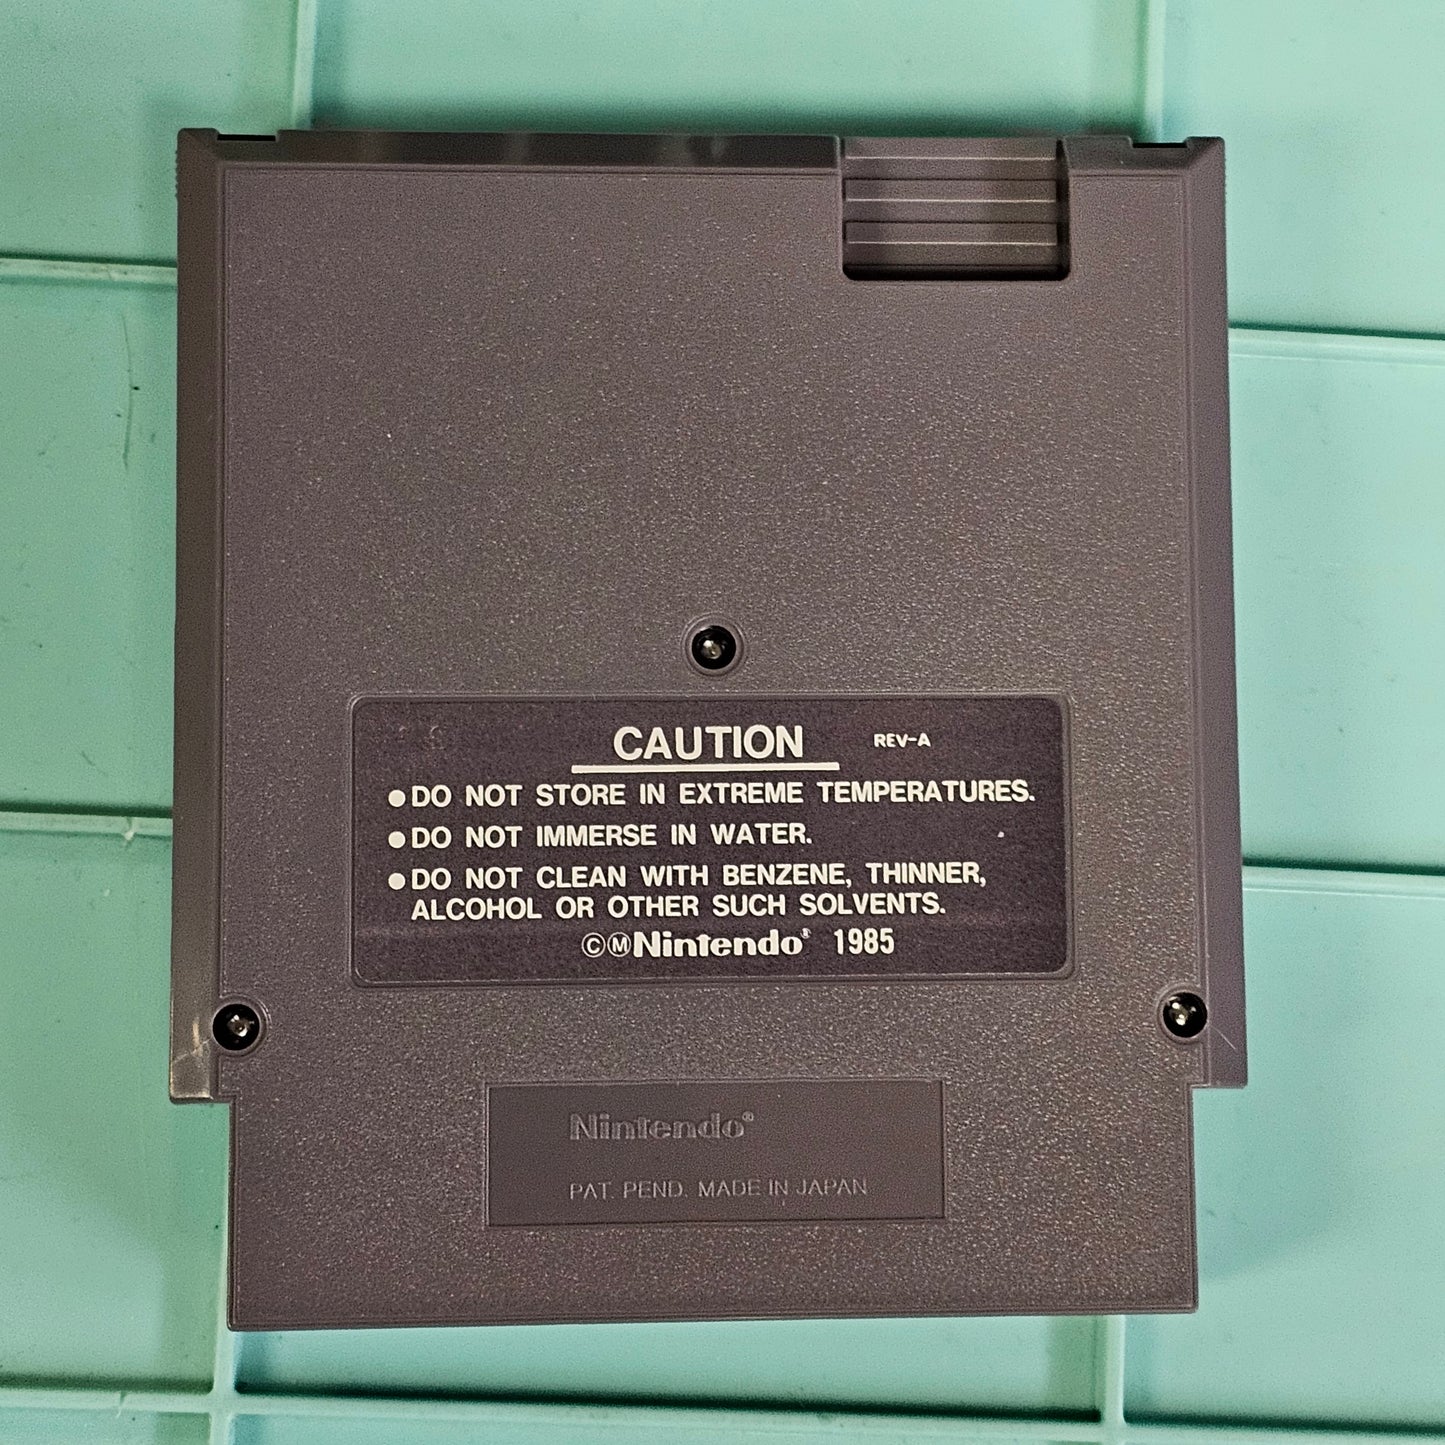 CAUTION REV-A
●DO NOT STORE IN EXTREME TEMPERATURES.
●DO NOT IMMERSE IN WATER.
●DO NOT CLEAN WITH BENZENE, THINNER,
ALCOHOL OR OTHER SUCH SOLVENTS.
©ⓂNintendo® 1985
Nintendo®
PAT. PEND. MADE IN JAPAN